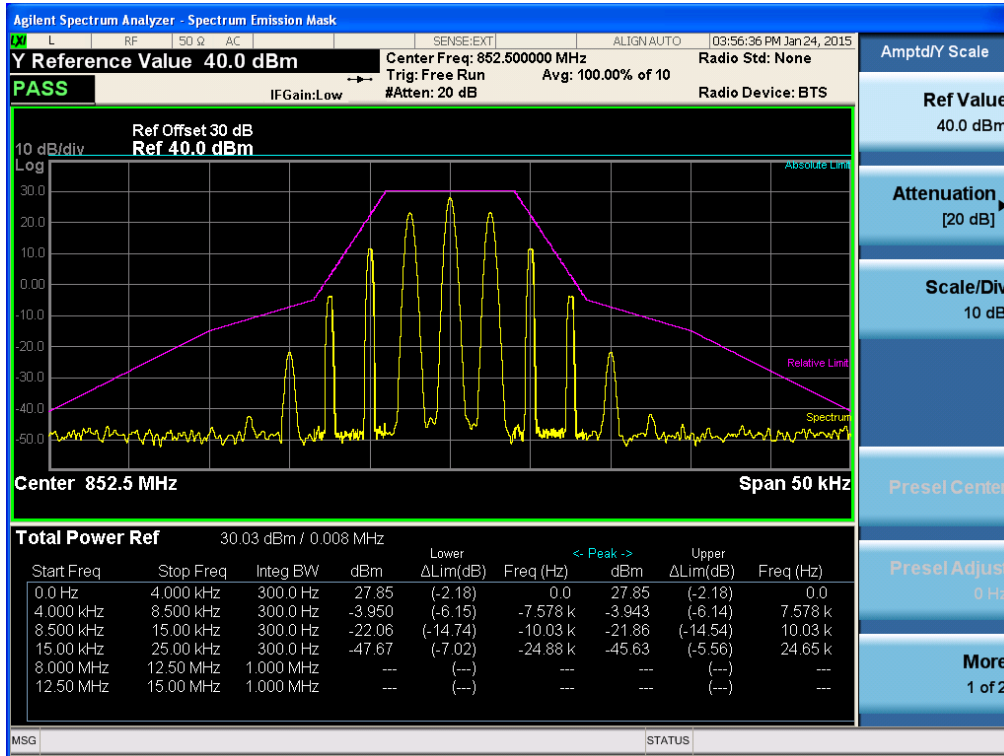 Agilent Spectrum Analyzer - Spectrum Emission Mask
LXI L RF 50 Ω AC SENSE:EXT ALIGN AUTO 03:56:36 PM Jan 24, 2015
Y Reference Value 40.0 dBm
Center Freq: 852.500000 MHz
Radio Std: None
Trig: Free Run Avg: 100.00% of 10
PASS
IFGain:Low #Atten: 20 dB Radio Device: BTS
Ref Offset 30 dB
10 dB/div Ref 40.0 dBm
Log
Absolute Limit
30.0
20.0
10.0
0.00
-10.0
-20.0
-30.0
-40.0
-50.0
Relative Limit
Spectrum
Center 852.5 MHz Span 50 kHz
Total Power Ref 30.03 dBm / 0.008 MHz
Lower <- Peak -> Upper
Start Freq Stop Freq Integ BW dBm ΔLim(dB) Freq (Hz) dBm ΔLim(dB) Freq (Hz)
0.0 Hz 4.000 kHz 300.0 Hz 27.85 (-2.18) 0.0 27.85 (-2.18) 0.0
4.000 kHz 8.500 kHz 300.0 Hz -3.950 (-6.15) -7.578 k -3.943 (-6.14) 7.578 k
8.500 kHz 15.00 kHz 300.0 Hz -22.06 (-14.74) -10.03 k -21.86 (-14.54) 10.03 k
15.00 kHz 25.00 kHz 300.0 Hz -47.67 (-7.02) -24.88 k -45.63 (-5.56) 24.65 k
8.000 MHz 12.50 MHz 1.000 MHz --- (---) --- --- (---) ---
12.50 MHz 15.00 MHz 1.000 MHz --- (---) --- --- (---) ---
MSG STATUS
Amptd/Y Scale
Ref Value
40.0 dBm
Attenuation
[20 dB]
Scale/Div
10 dB
Presel Center
Presel Adjust
0 Hz
More
1 of 2